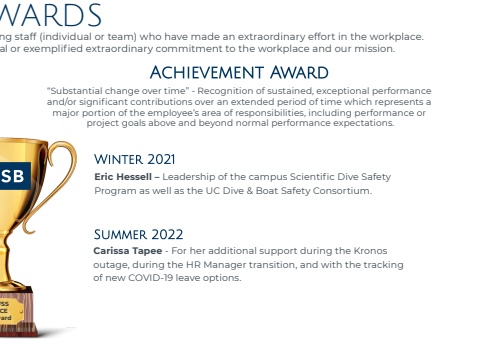 WARDS
ng staff (individual or team) who have made an extraordinary effort in the workplace.
al or exemplified extraordinary commitment to the workplace and our mission.
Achievement Award
“Substantial change over time” - Recognition of sustained, exceptional performance
and/or significant contributions over an extended period of time which represents a
major portion of the employee’s area of responsibilities, including performance or
project goals above and beyond normal performance expectations.
SB
Winter 2021
Eric Hessell – Leadership of the campus Scientific Dive Safety
Program as well as the UC Dive & Boat Safety Consortium.
Summer 2022
Carissa Tapee - For her additional support during the Kronos
outage, during the HR Manager transition, and with the tracking
of new COVID-19 leave options.
CE
ard